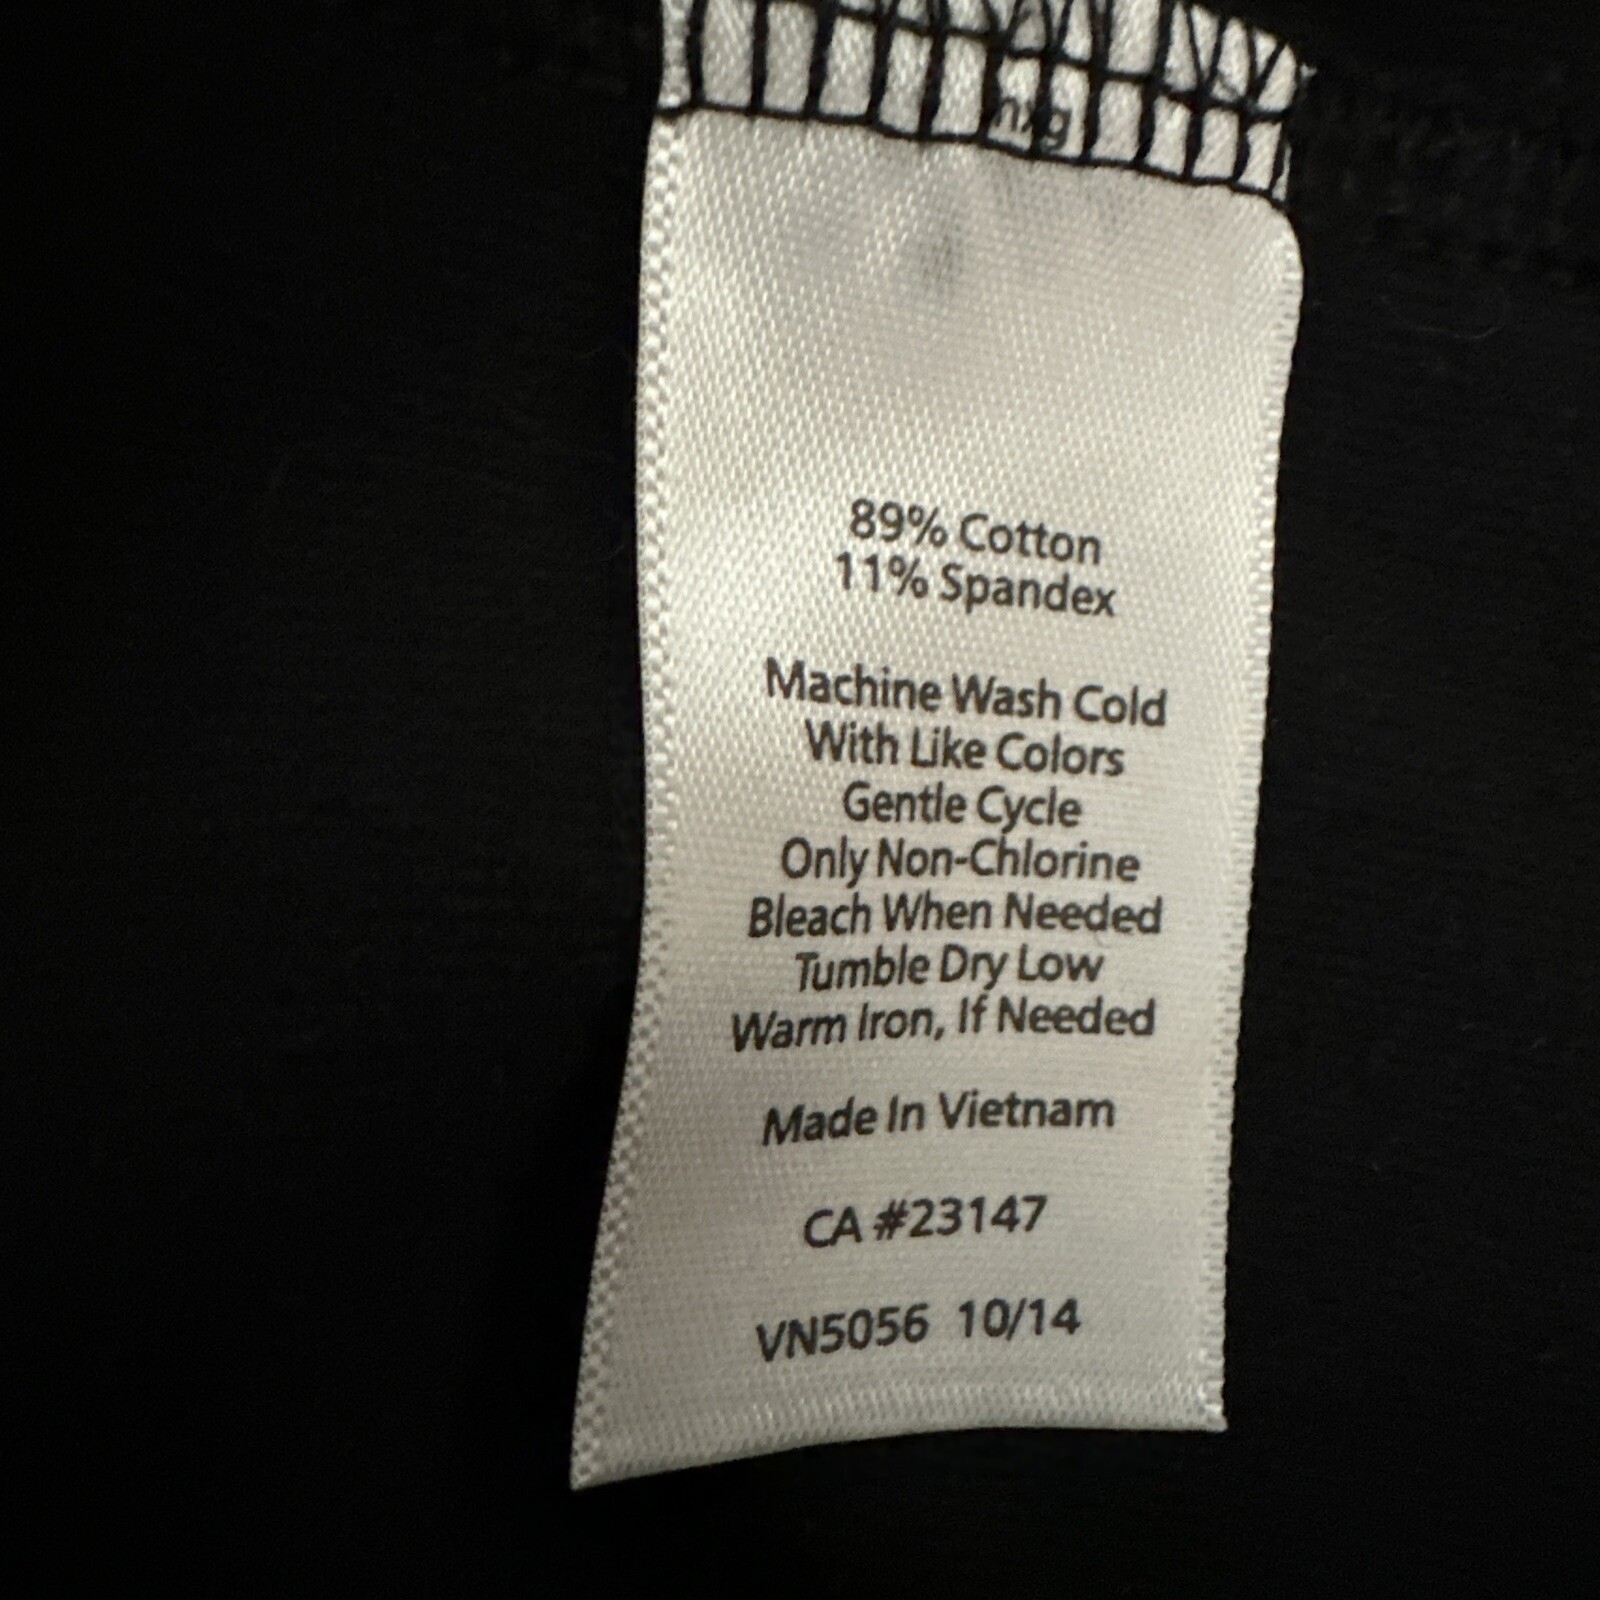 89% Cotton
11% Spandex
Machine Wash Cold
With Like Colors
Gentle Cycle
Only Non-Chlorine
Bleach When Needed
Tumble Dry Low
Warm Iron, If Needed
Made In Vietnam
CA #23147
VN5056 10/14